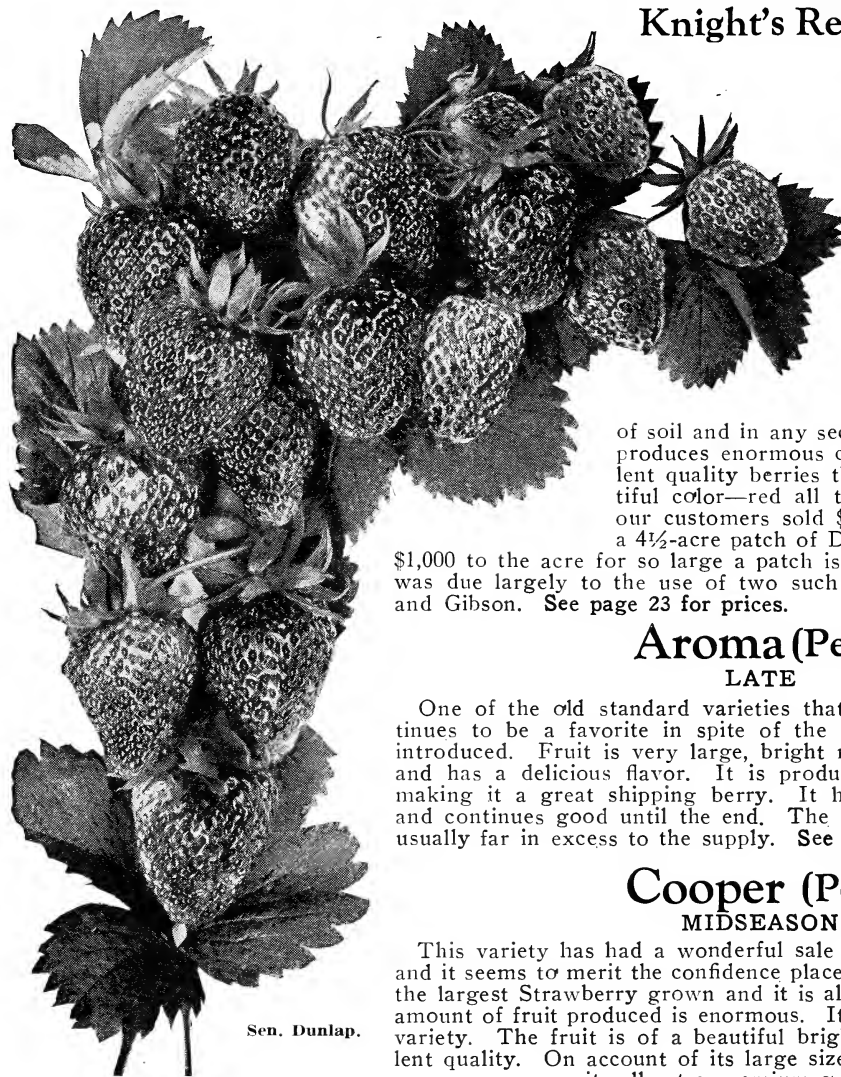 Knight's Re
of soil and in any sec
produces enormous c
lent quality berries t
tiful color—red all t
our customers sold $
a 4½-acre patch of D
$1,000 to the acre for so large a patch is
was due largely to the use of two such
and Gibson. See page 23 for prices.
Aroma (Pe
LATE
One of the old standard varieties that
tinues to be a favorite in spite of the
introduced. Fruit is very large, bright r
and has a delicious flavor. It is produ
making it a great shipping berry. It h
and continues good until the end. The
usually far in excess to the supply. See
Cooper (Pe
MIDSEASON
This variety has had a wonderful sale
and it seems to merit the confidence place
the largest Strawberry grown and it is al
amount of fruit produced is enormous. It
variety. The fruit is of a beautiful brig
lent quality. On account of its large size
Sen. Dunlap.